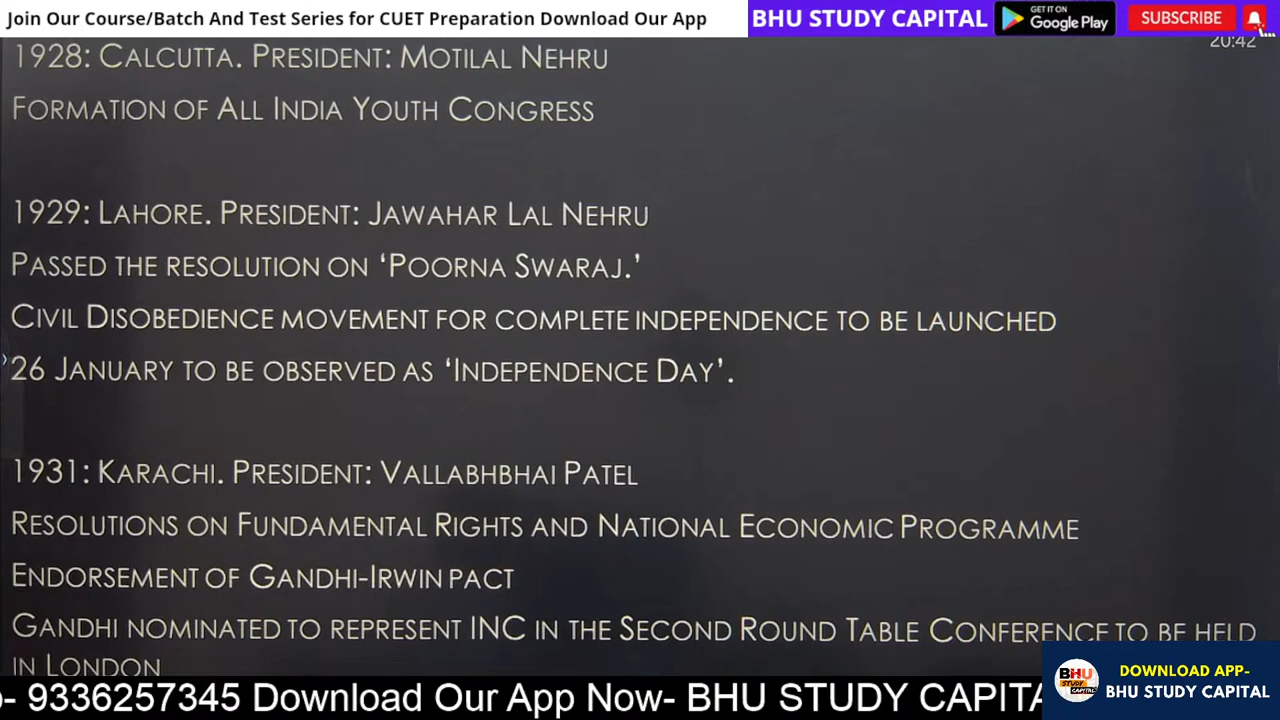 Join Our Course/Batch And Test Series for CUET Preparation Download Our App
BHU STUDY CAPITAL
GET IT ON
Google Play
SUBSCRIBE
20:42
1928: CALCUTTA. PRESIDENT: MOTILAL NEHRU
FORMATION OF ALL INDIA YOUTH CONGRESS
1929: LAHORE. PRESIDENT: JAWAHAR LAL NEHRU
PASSED THE RESOLUTION ON ‘POORNA SWARAJ.’
CIVIL DISOBEDIENCE MOVEMENT FOR COMPLETE INDEPENDENCE TO BE LAUNCHED
26 JANUARY TO BE OBSERVED AS ‘INDEPENDENCE DAY’.
1931: KARACHI. PRESIDENT: VALLABHBHAI PATEL
RESOLUTIONS ON FUNDAMENTAL RIGHTS AND NATIONAL ECONOMIC PROGRAMME
ENDORSEMENT OF GANDHI-IRWIN PACT
GANDHI NOMINATED TO REPRESENT INC IN THE SECOND ROUND TABLE CONFERENCE TO BE HELD
IN LONDON
- 9336257345 Download Our App Now- BHU STUDY CAPITA
BHU
STUDY
CAPITAL
DOWNLOAD APP-
BHU STUDY CAPITAL